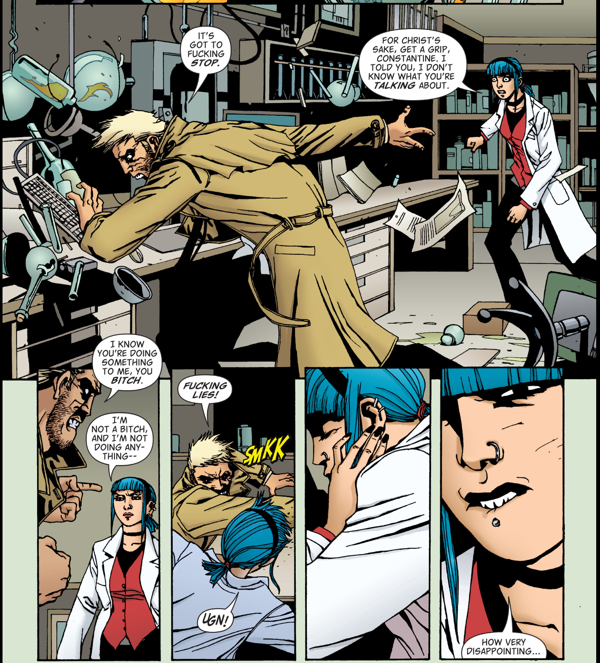 IT'S
GOT TO
FUCKING
STOP.
FOR CHRIST'S
SAKE, GET A GRIP,
CONSTANTINE. I
TOLD YOU, I DON'T
KNOW WHAT YOU'RE
TALKING ABOUT.
I KNOW
YOU'RE DOING
SOMETHING
TO ME, YOU
BITCH.
I'M
NOT A BITCH,
AND I'M NOT
DOING ANY-
THING--
FUCKING
LIES!
SMKK
UGN!
HOW VERY
DISAPPOINTING...